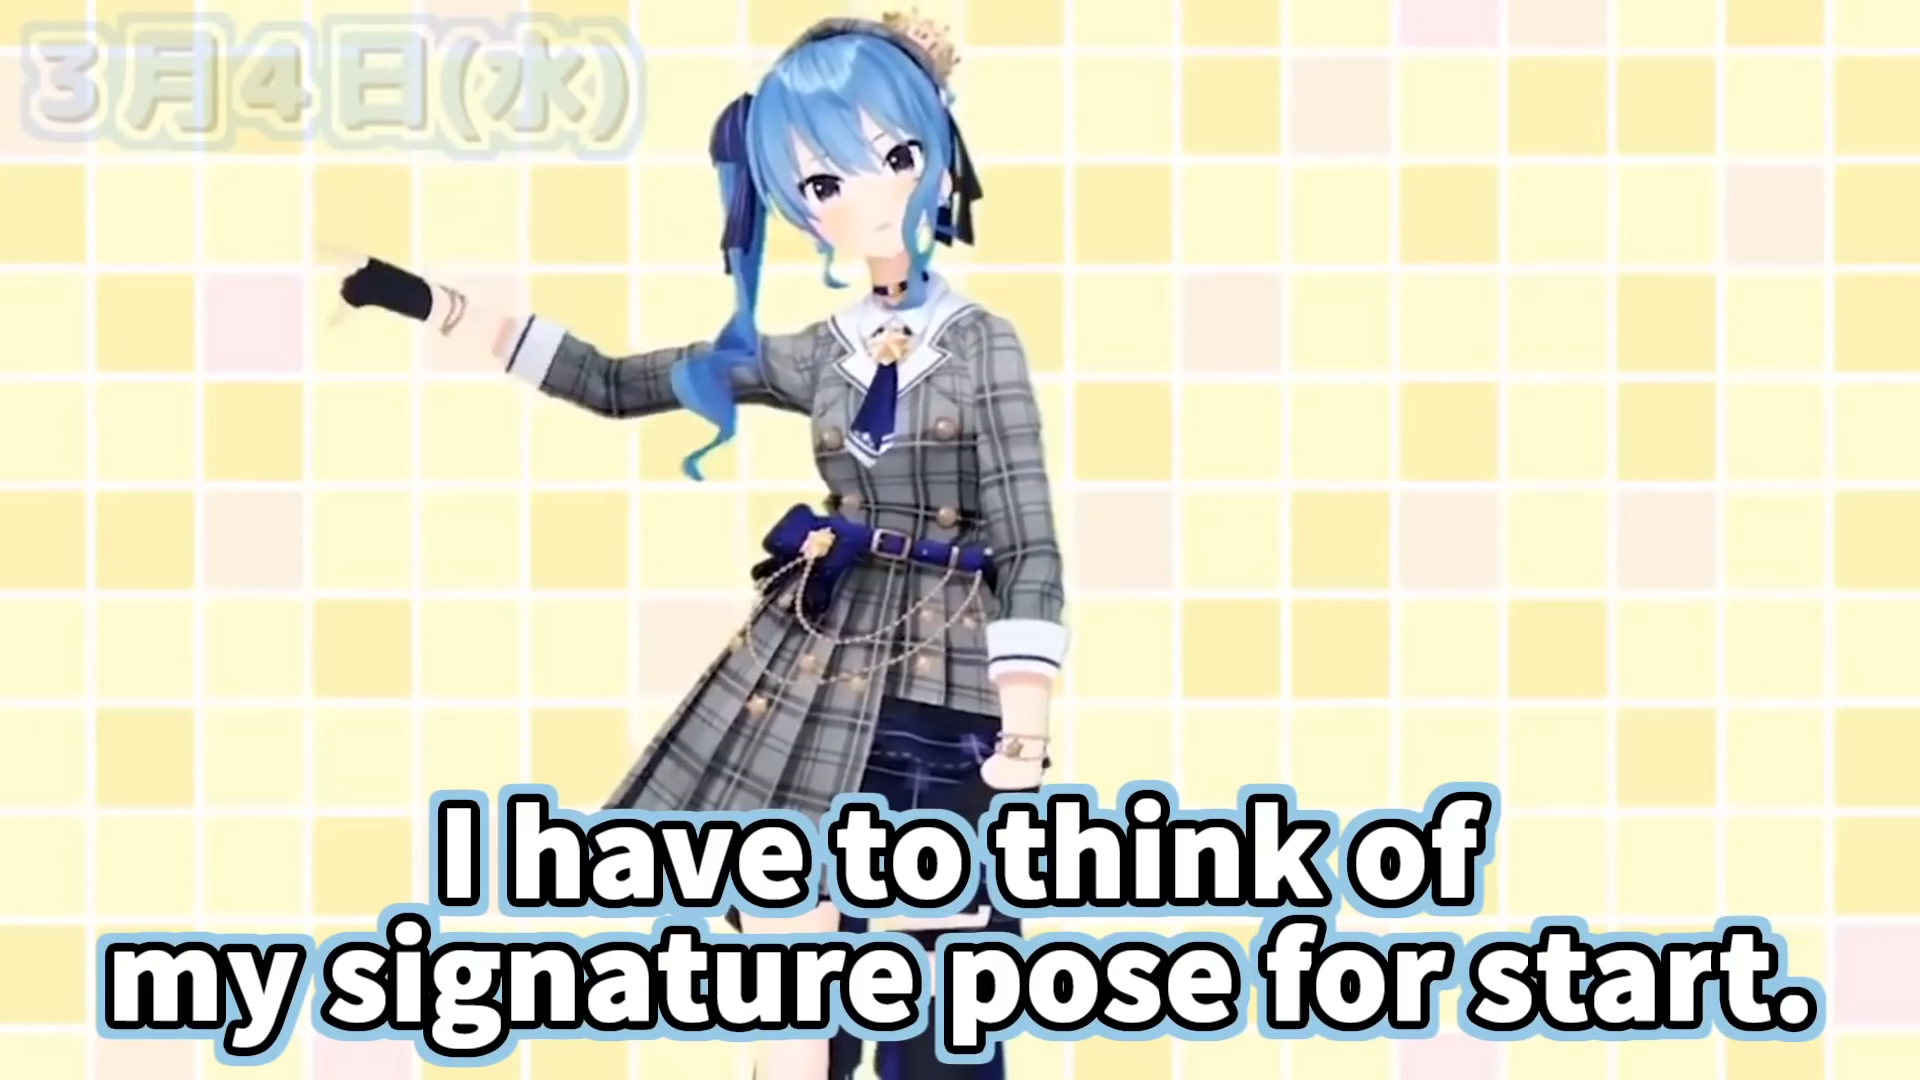 3月4日(水)
I have to think of
my signature pose for start.